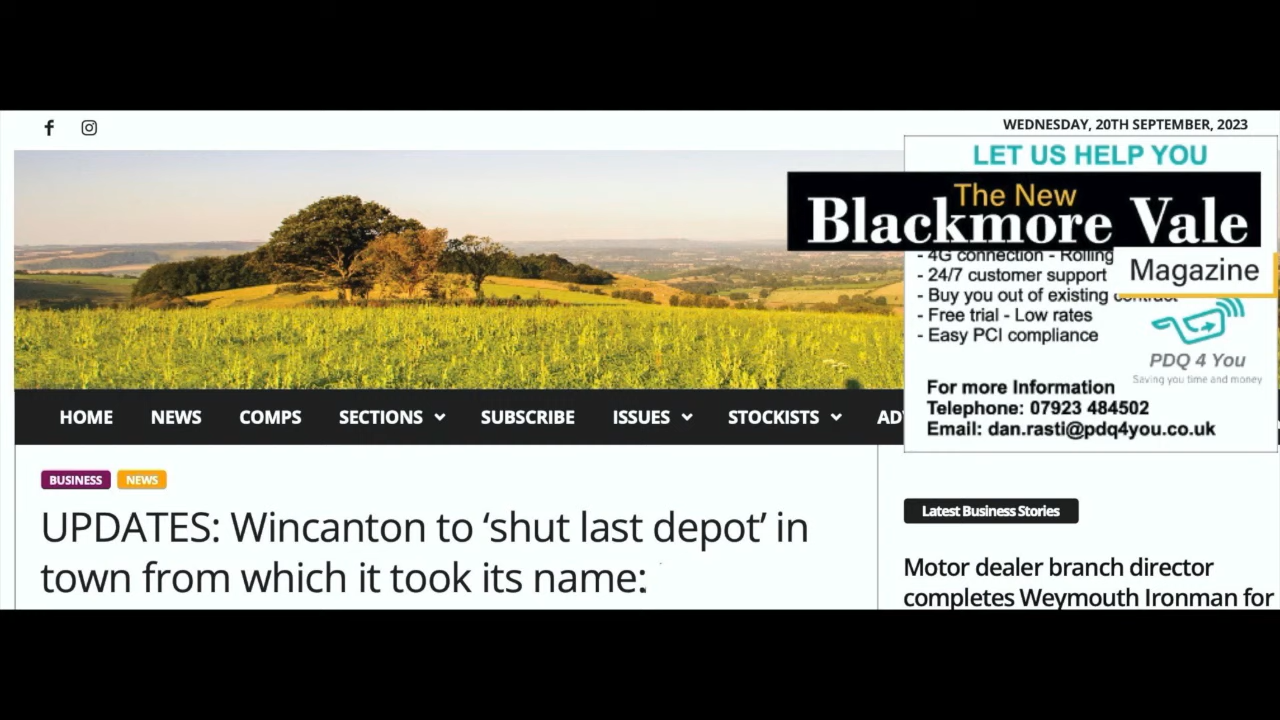 WEDNESDAY, 20TH SEPTEMBER, 2023
LET US HELP YOU
The New
Blackmore Vale
Magazine
- 4G connection - Rolling
- 24/7 customer support
- Buy you out of existing contract
- Free trial - Low rates
- Easy PCI compliance
PDQ 4 You
Saving you time and money
For more Information
Telephone: 07923 484502
Email: dan.rasti@pdq4you.co.uk
HOME NEWS COMPS SECTIONS SUBSCRIBE ISSUES STOCKISTS
BUSINESS NEWS
UPDATES: Wincanton to ‘shut last depot’ in
town from which it took its name:
Latest Business Stories
Motor dealer branch director
completes Weymouth Ironman for